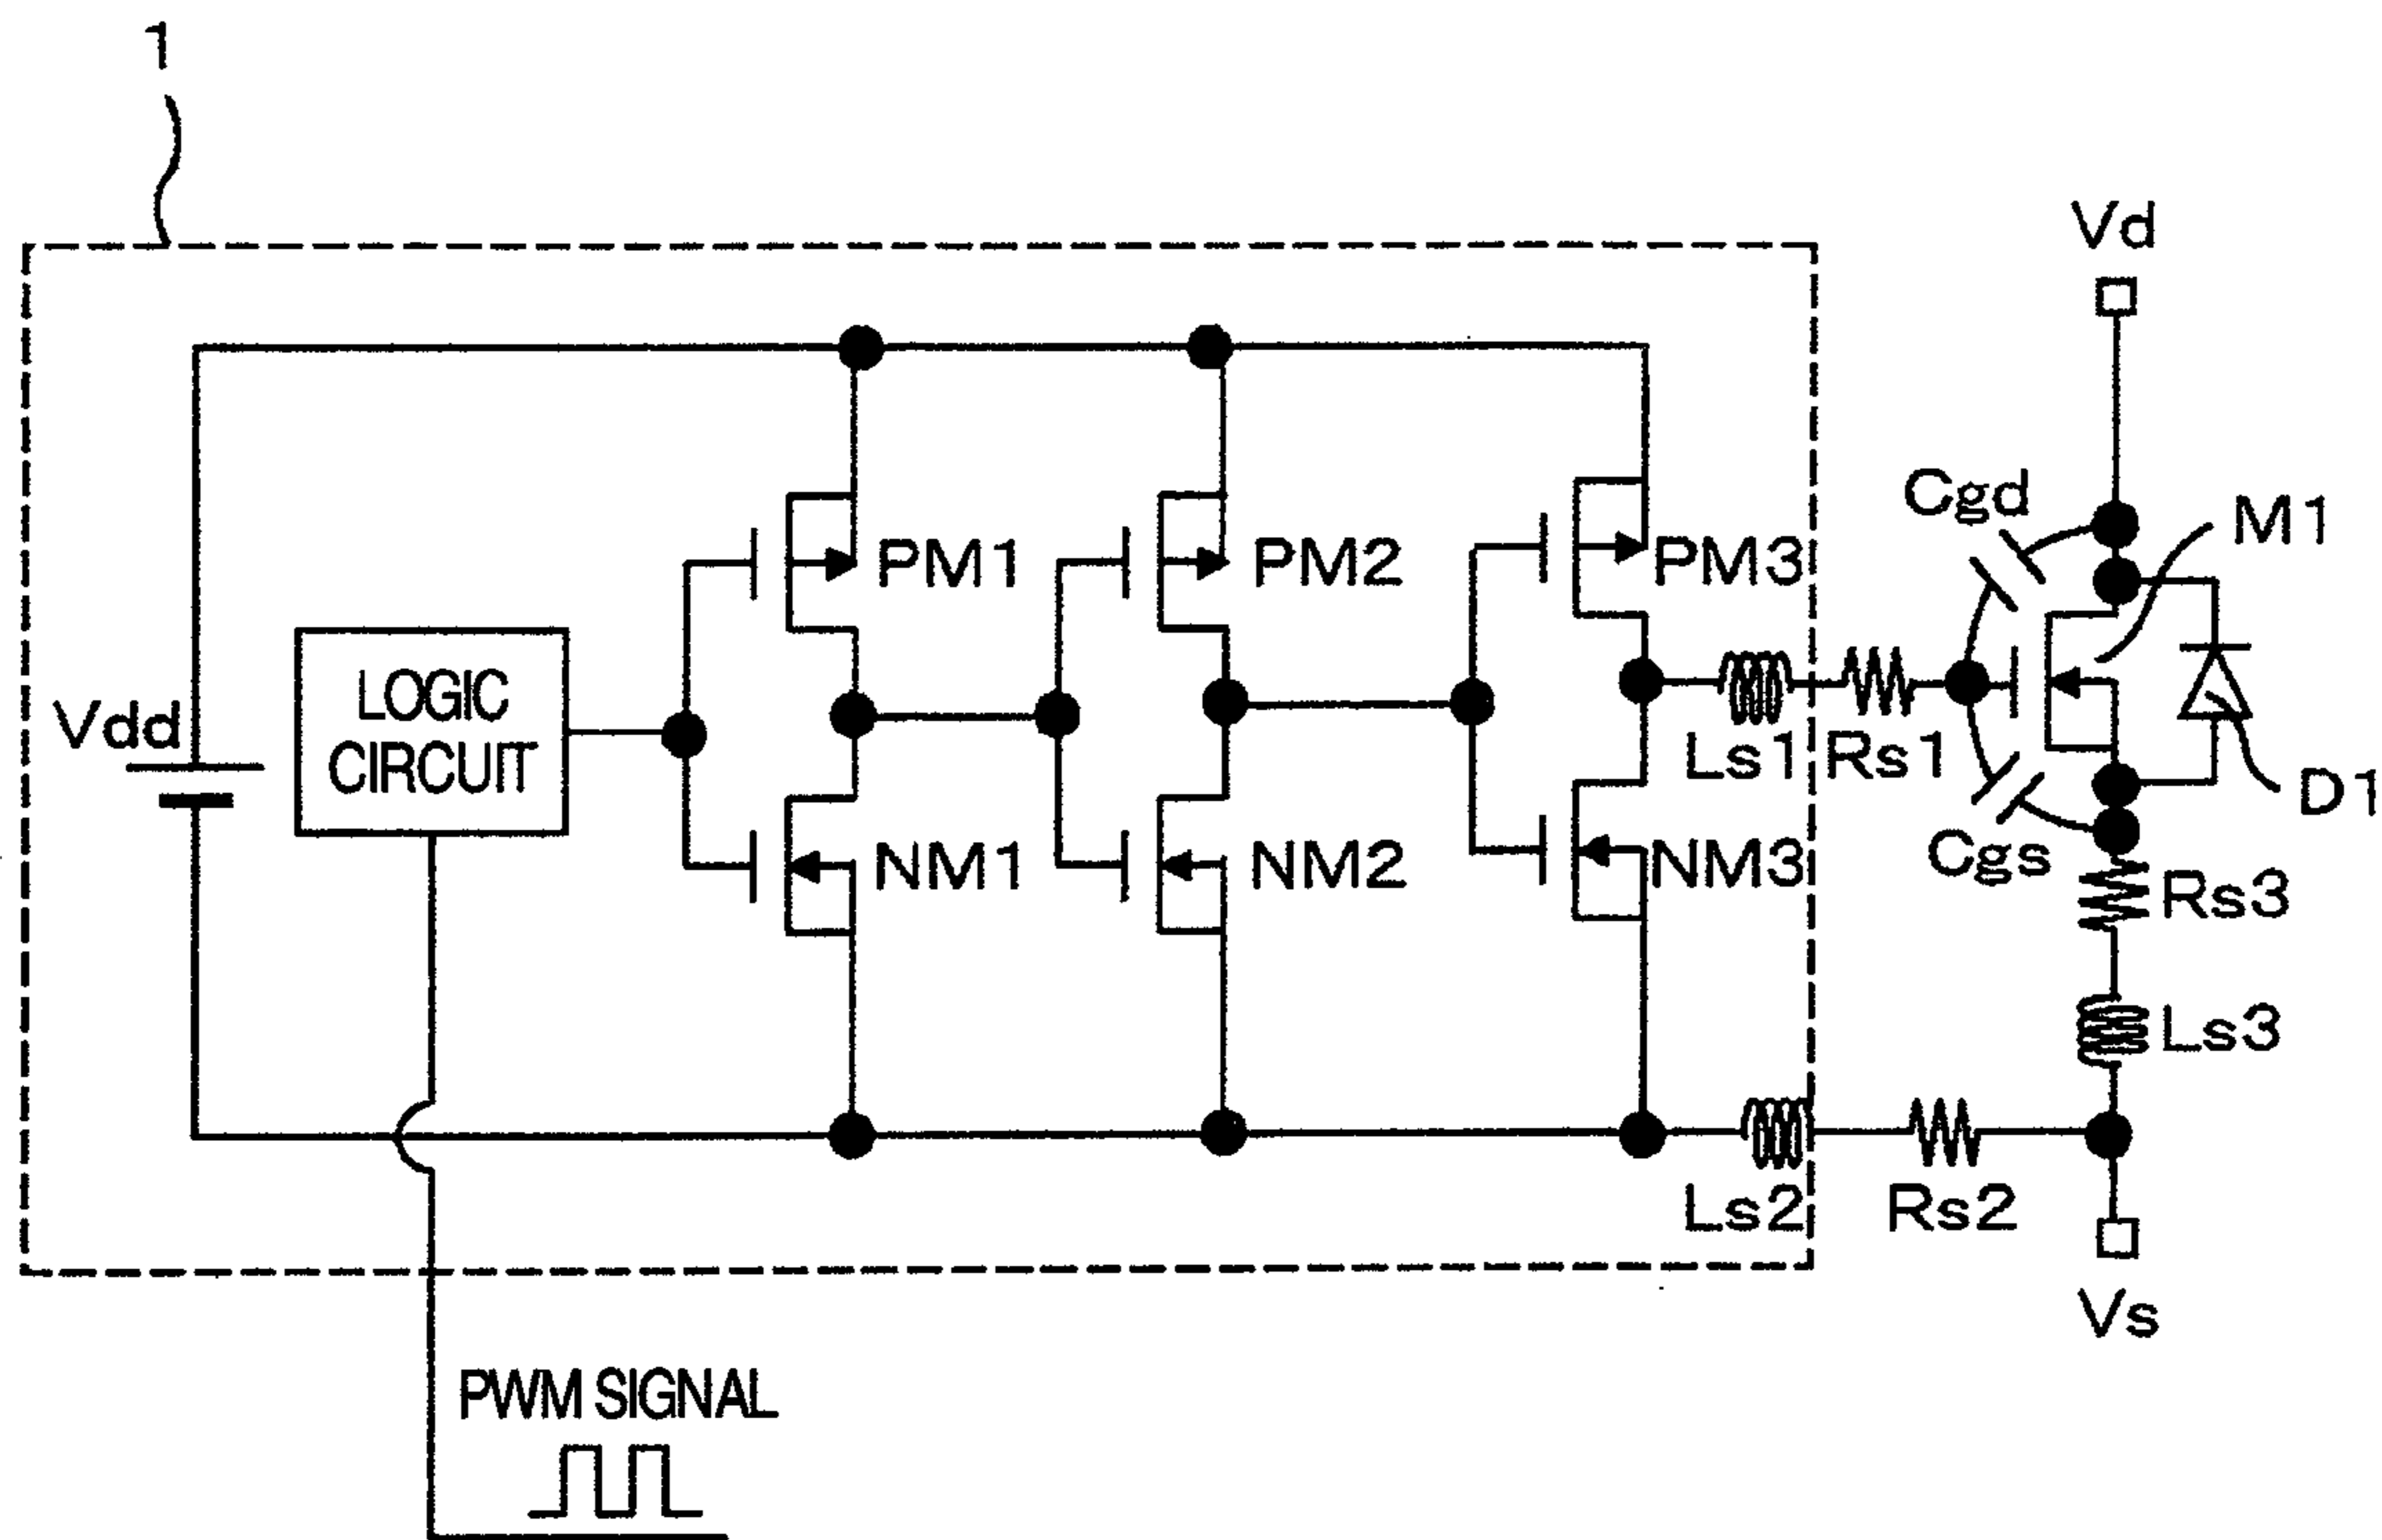 1
Vd
Cgd
M1
PM1
PM2
PM3
LOGIC
CIRCUIT
Vdd
Ls1
Rs1
D1
NM1
NM2
NM3
Cgs
Rs3
Ls3
Ls2
Rs2
Vs
PWM SIGNAL